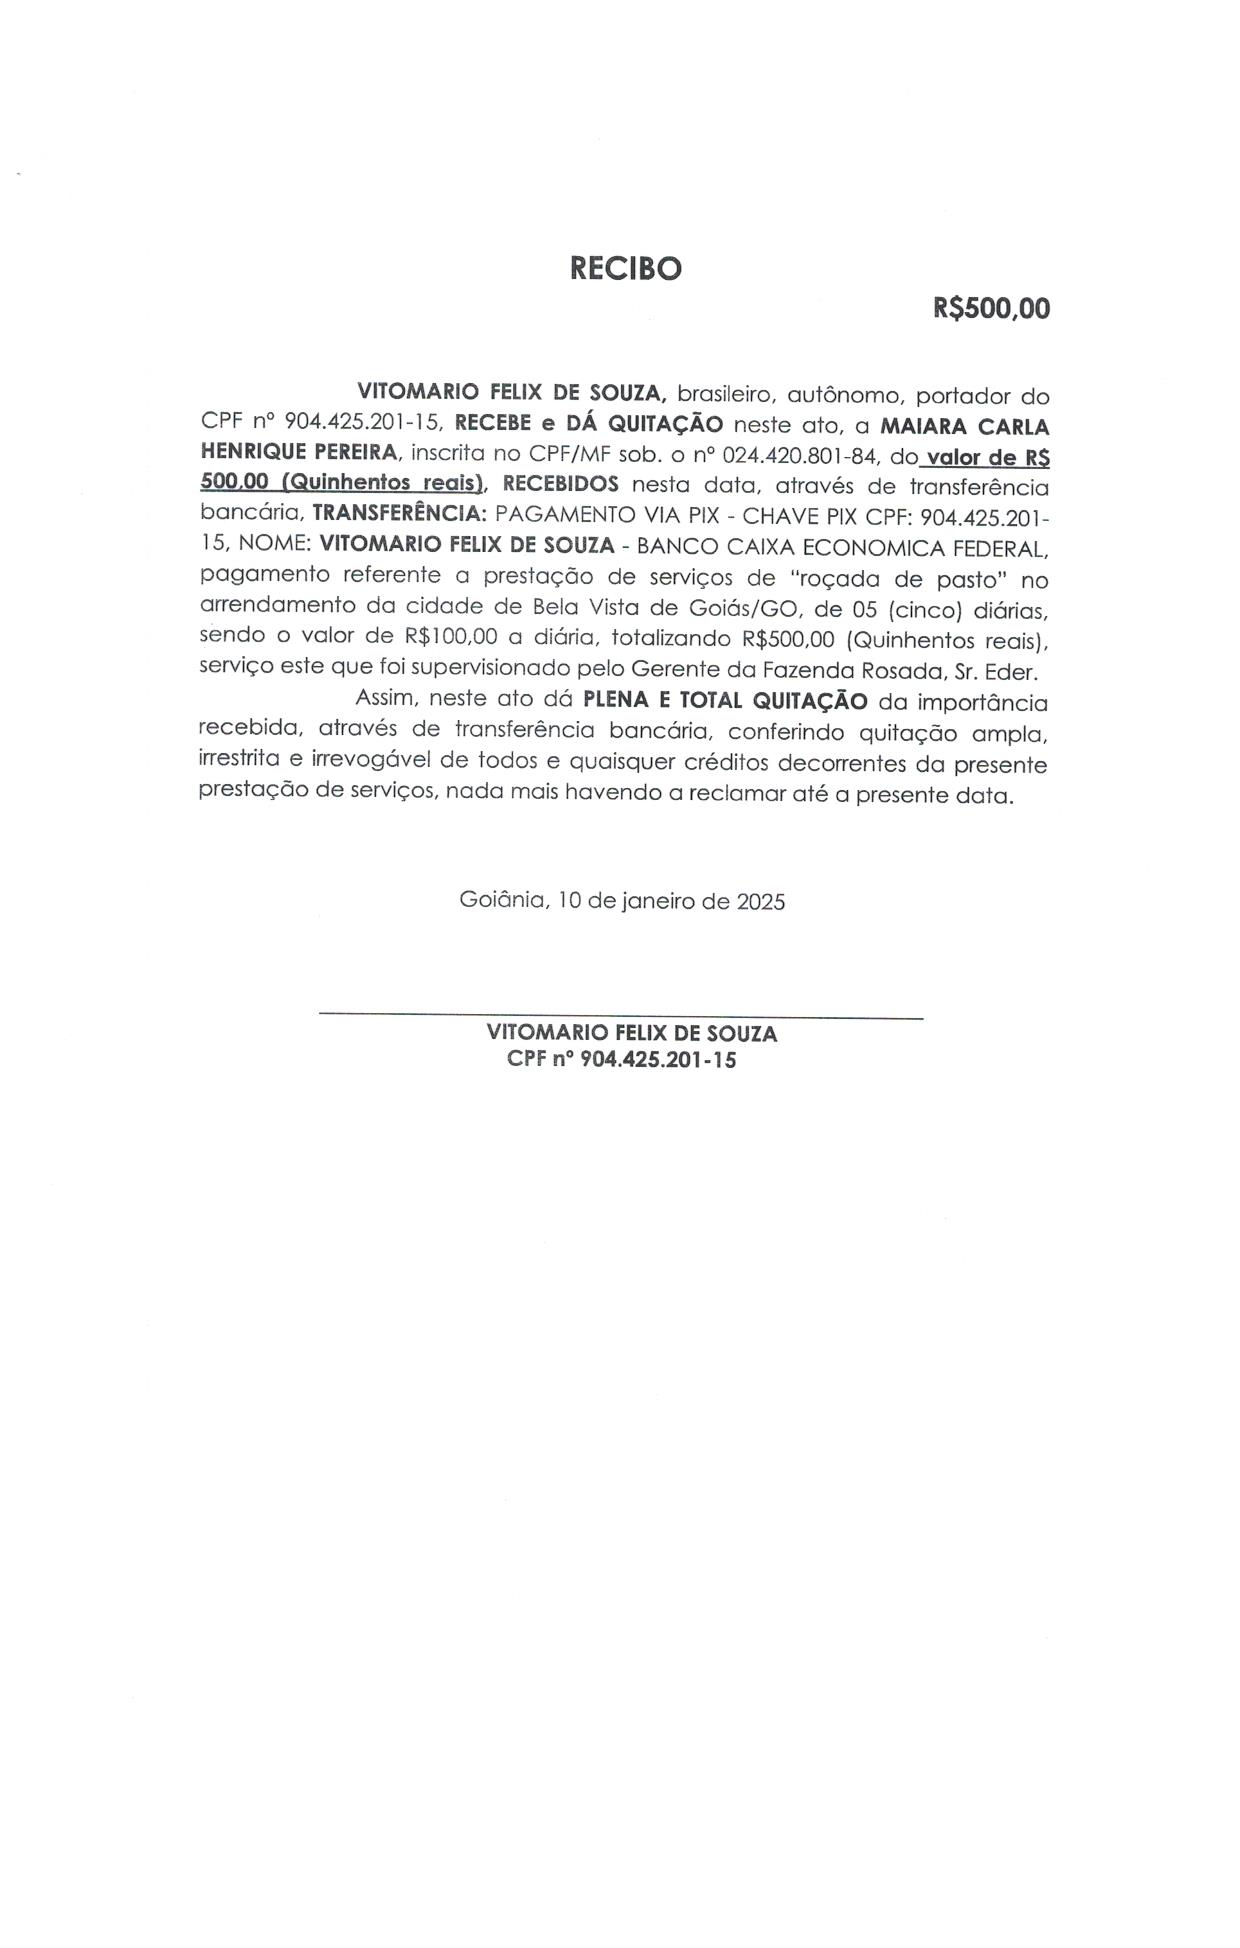 RECIBO
R$500,00
VITOMARIO FELIX DE SOUZA, brasileiro, autônomo, portador do
CPF nº 904.425.201-15, RECEBE e DÁ QUITAÇÃO neste ato, a MAIARA CARLA
HENRIQUE PEREIRA, inscrita no CPF/MF sob. o nº 024.420.801-84, do valor de R$
500,00 (Quinhentos reais), RECEBIDOS nesta data, através de transferência
bancária, TRANSFERÊNCIA: PAGAMENTO VIA PIX - CHAVE PIX CPF: 904.425.201-
15, NOME: VITOMARIO FELIX DE SOUZA - BANCO CAIXA ECONOMICA FEDERAL,
pagamento referente a prestação de serviços de "roçada de pasto" no
arrendamento da cidade de Bela Vista de Goiás/GO, de 05 (cinco) diárias,
sendo o valor de R$100,00 a diária, totalizando R$500,00 (Quinhentos reais),
serviço este que foi supervisionado pelo Gerente da Fazenda Rosada, Sr. Eder.
Assim, neste ato dá PLENA E TOTAL QUITAÇÃO da importância
recebida, através de transferência bancária, conferindo quitação ampla,
irrestrita e irrevogável de todos e quaisquer créditos decorrentes da presente
prestação de serviços, nada mais havendo a reclamar até a presente data.
Goiânia, 10 de janeiro de 2025
VITOMARIO FELIX DE SOUZA
CPF nº 904.425.201-15